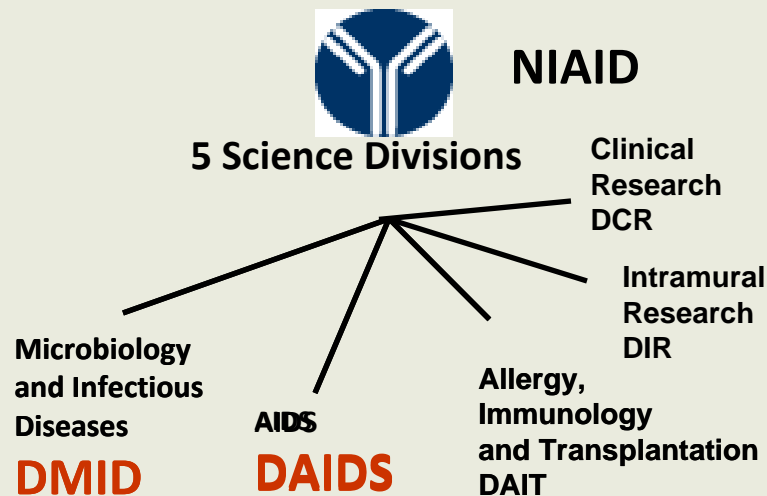 NIAID
5 Science Divisions
Clinical
Research
DCR
Intramural
Research
DIR
Microbiology
and Infectious
Diseases
DMID
AIDS
DAIDS
Allergy,
Immunology
and Transplantation
DAIT